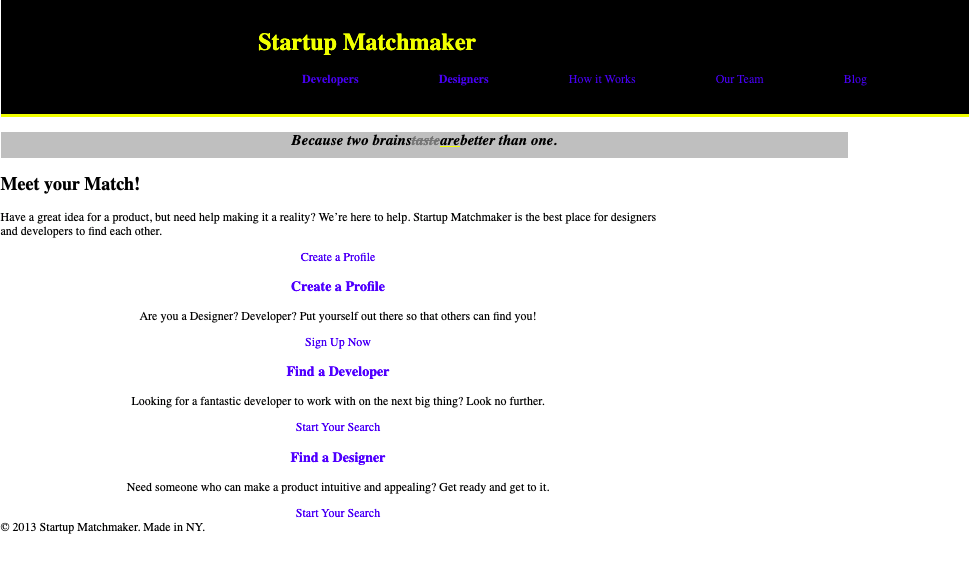 Startup Matchmaker
Developers Designers How it Works Our Team Blog
Because two brainstastearebetter than one.
Meet your Match!
Have a great idea for a product, but need help making it a reality? We’re here to help. Startup Matchmaker is the best place for designers
and developers to find each other.
Create a Profile
Create a Profile
Are you a Designer? Developer? Put yourself out there so that others can find you!
Sign Up Now
Find a Developer
Looking for a fantastic developer to work with on the next big thing? Look no further.
Start Your Search
Find a Designer
Need someone who can make a product intuitive and appealing? Get ready and get to it.
Start Your Search
© 2013 Startup Matchmaker. Made in NY.